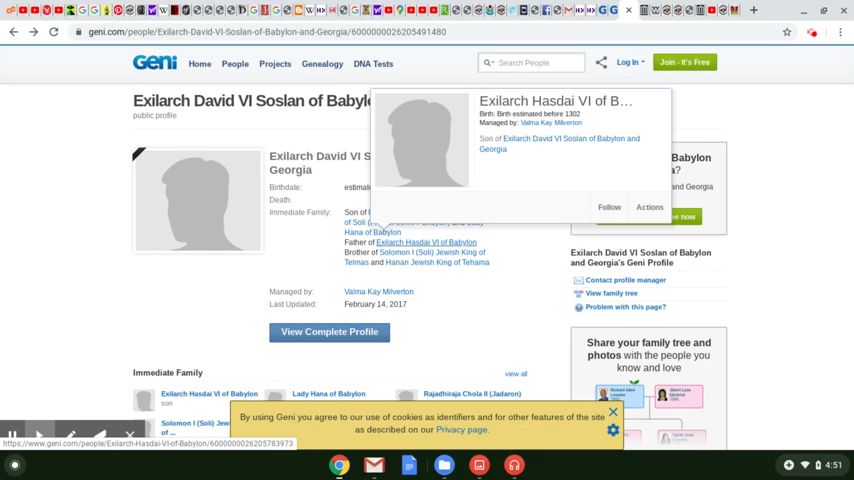 geni.com/people/Exilarch-David-VI-Soslan-of-Babylon-and-Georgia/6000000026205491480
Geni
Home People Projects Genealogy DNA Tests
Search People
Log In
Join - It's Free
Exilarch David VI Soslan of Babyl
public profile
Exilarch Hasdai VI of B…
Birth: Birth estimated before 1302
Managed by: Valma Kay Milverton
Son of Exilarch David VI Soslan of Babylon and
Georgia
Follow Actions
Exilarch David VI S
Georgia
Birthdate: estimat
Death:
Immediate Family: Son of
Hana of Babylon
Father of Exilarch Hasdai VI of Babylon
Brother of Solomon I (Soli) Jewish King of
Telmas and Hanan Jewish King of Tehama
Managed by: Valma Kay Milverton
Last Updated: February 14, 2017
View Complete Profile
Babylon
?
and Georgia
ee now
Exilarch David VI Soslan of Babylon
and Georgia's Geni Profile
Contact profile manager
View family tree
Problem with this page?
Share your family tree and
photos with the people you
know and love
Immediate Family
view all
Exilarch Hasdai VI of Babylon
son
Lady Hana of Babylon
Rajadhiraja Chola II (Jadaron)
Solomon I (Soli) Jewish King
of ...
By using Geni you agree to our use of cookies as identifiers and for other features of the site
as described on our Privacy page.
https://www.geni.com/people/Exilarch-Hasdai-VI-of-Babylon/6000000026205783973
4:51